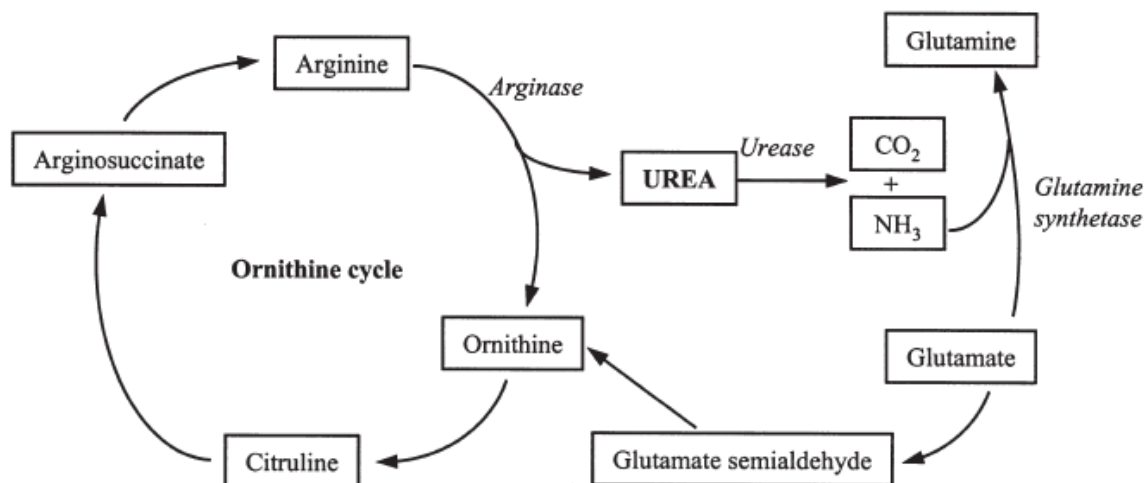 Glutamine
Arginine
Arginase
Arginosuccinate
UREA
Urease
CO₂
+
NH₃
Glutamine
synthetase
Ornithine cycle
Ornithine
Glutamate
Citruline
Glutamate semialdehyde